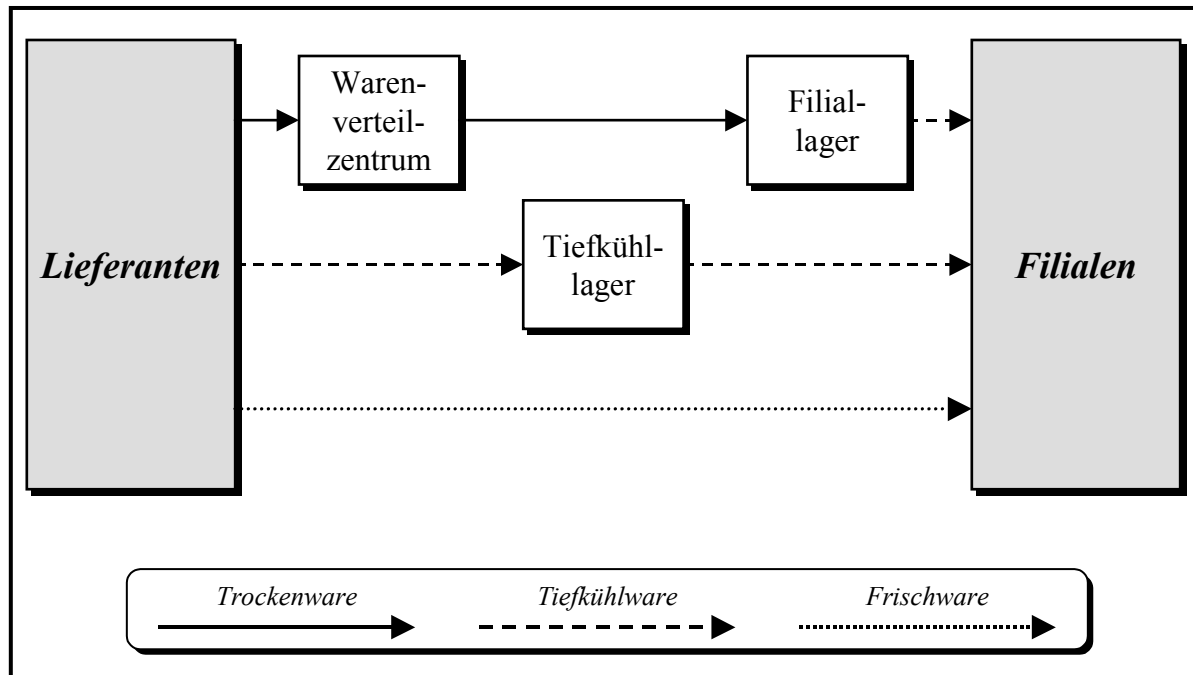 Waren-
verteil-
zentrum
Filial-
lager
Lieferanten
Tiefkühl-
lager
Filialen
Trockenware
Tiefkühlware
Frischware